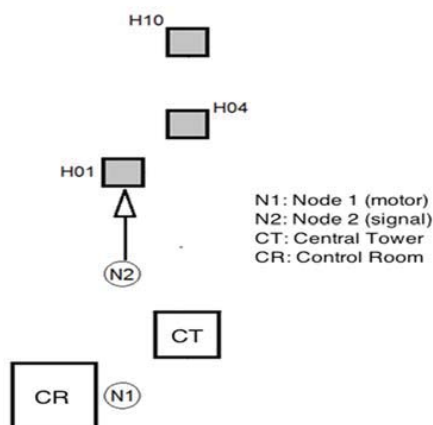 H10
H04
H01
N1: Node 1 (motor)
N2: Node 2 (signal)
CT: Central Tower
CR: Control Room
N2
CT
CR
N1